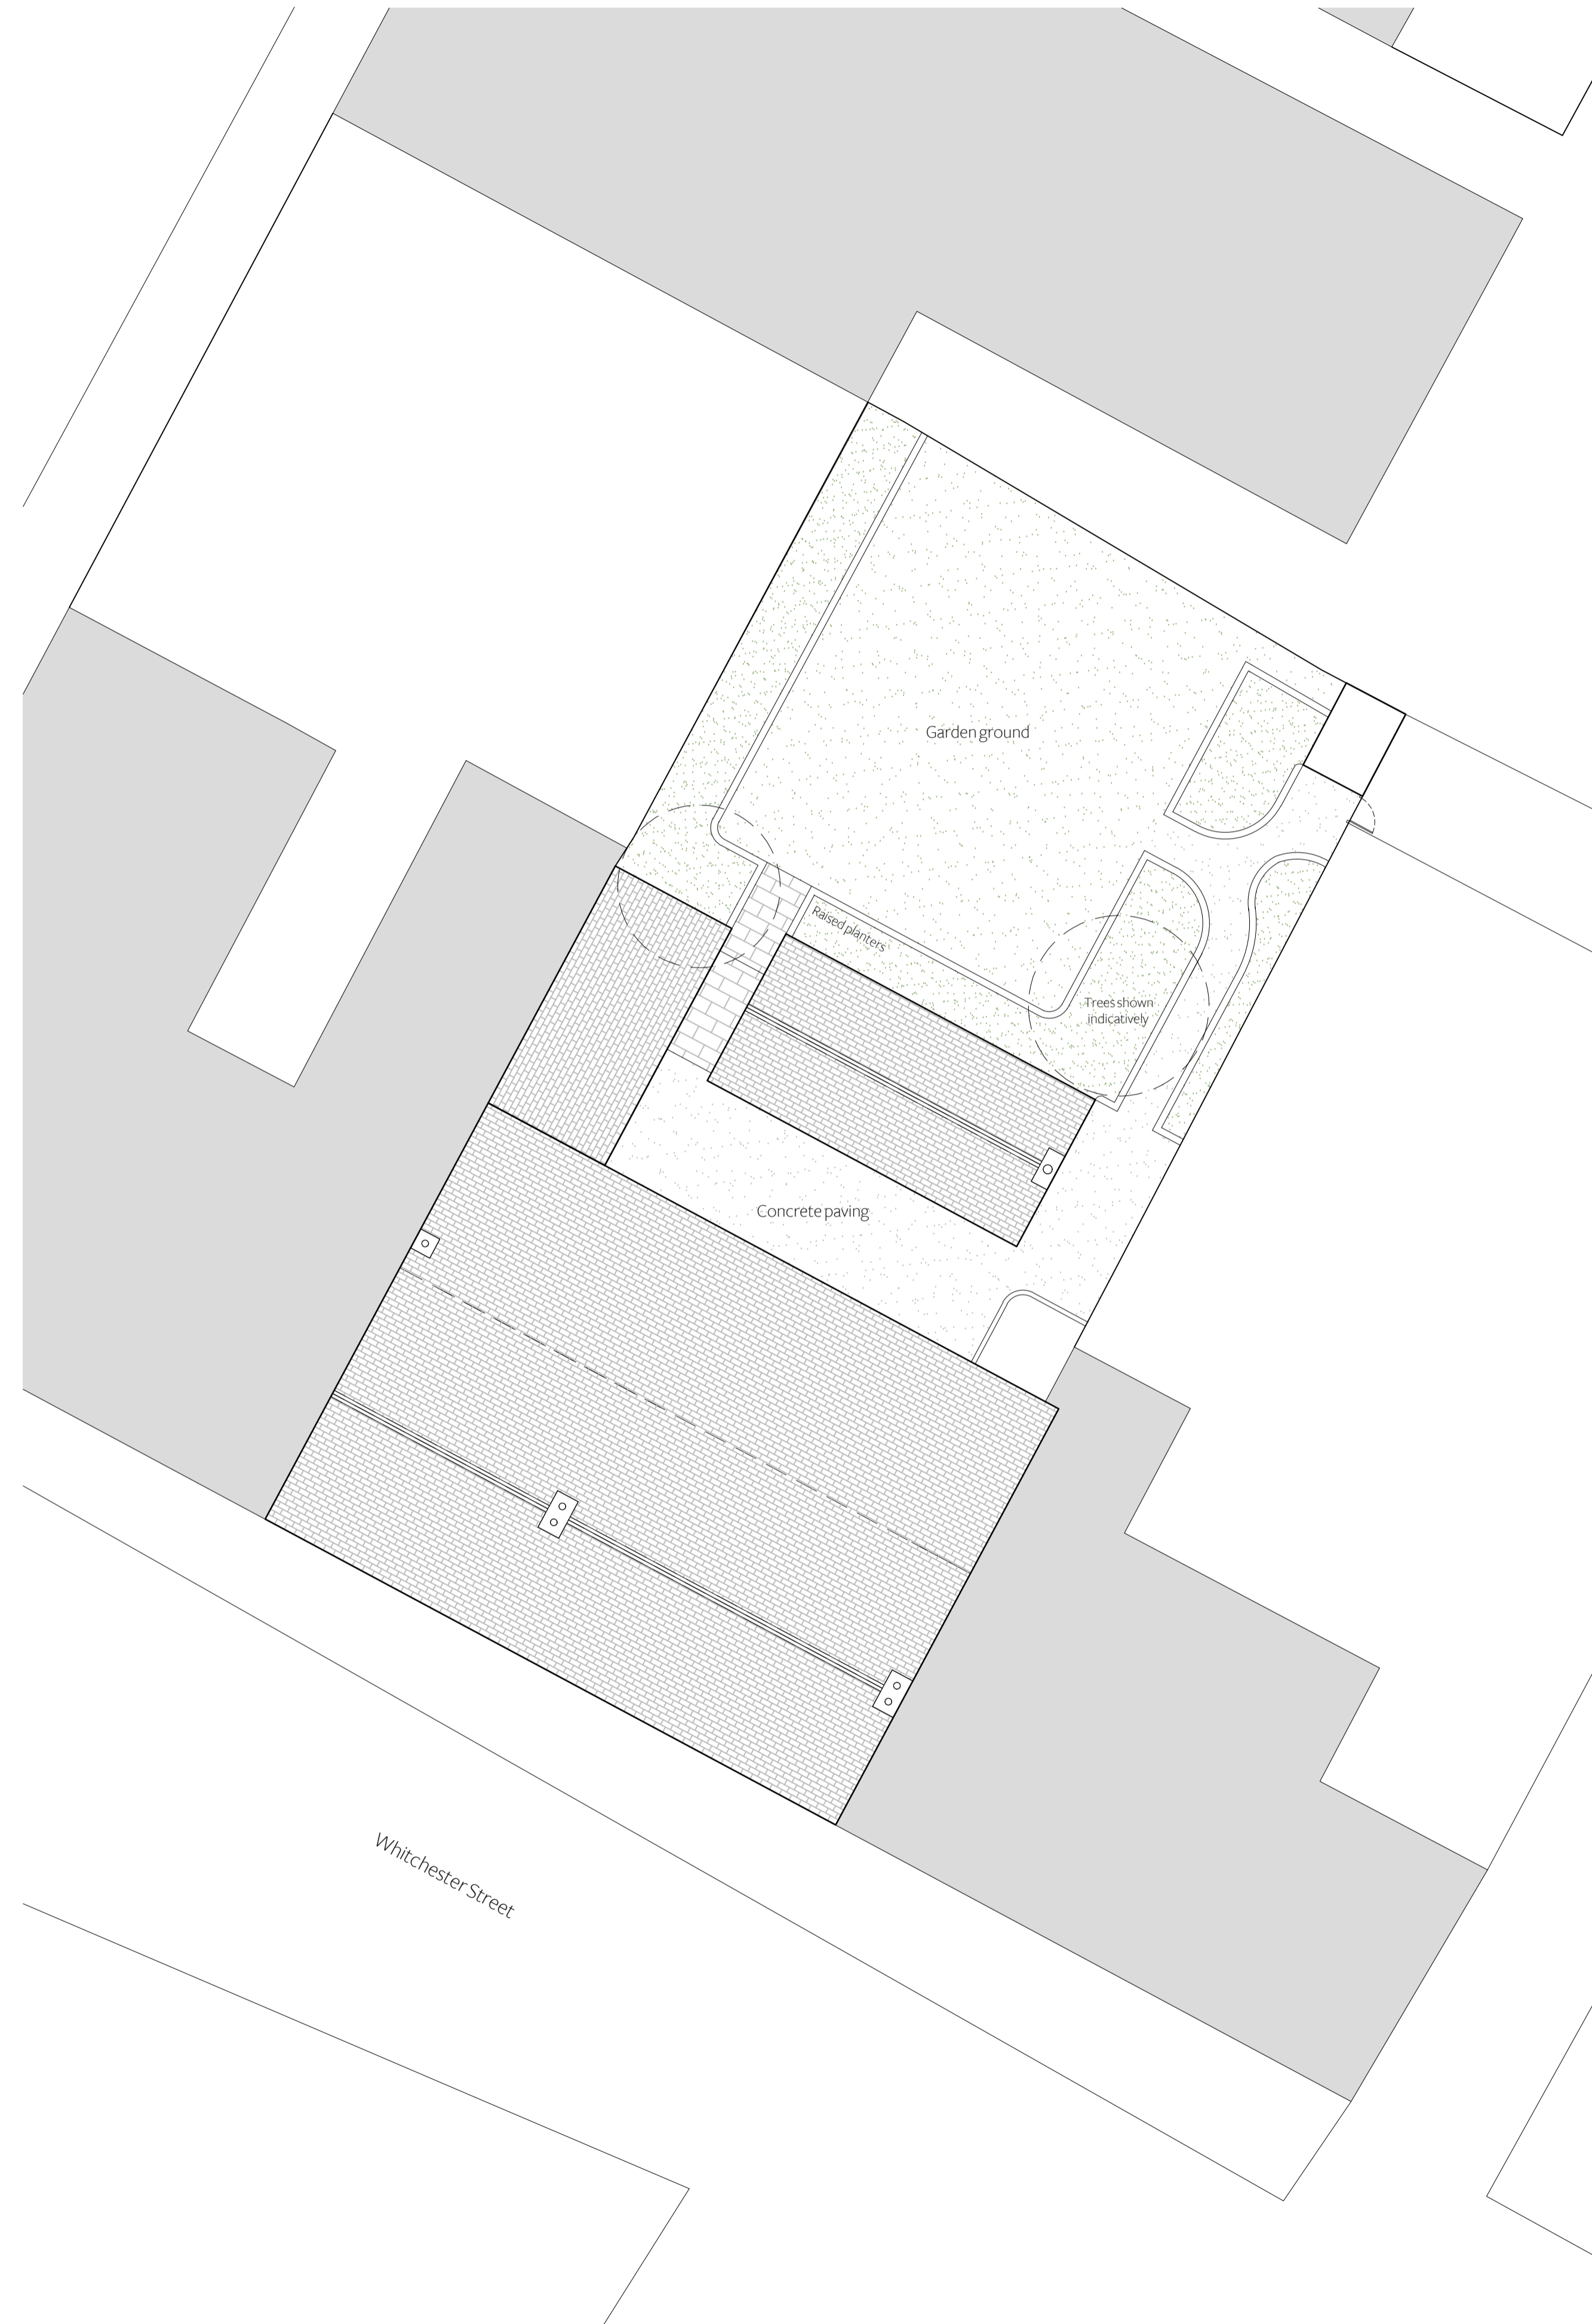 Garden ground
Raised planters
Trees shown
indicatively
Concrete paving
Whitchester Street